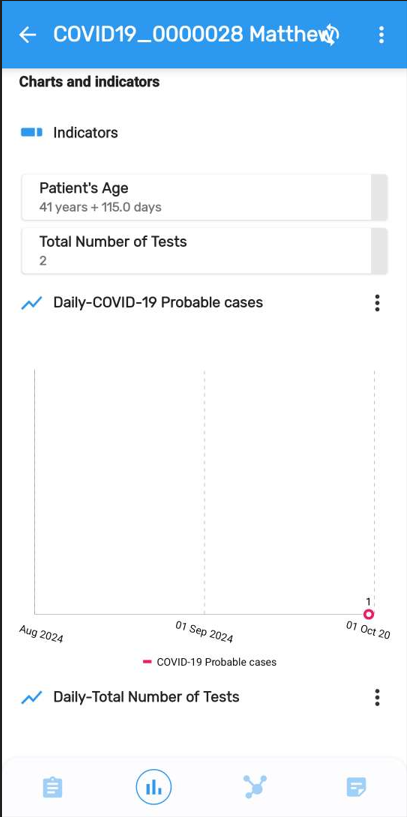 COVID19_0000028 Matthew
Charts and indicators
Indicators
Patient's Age
41 years + 115.0 days
Total Number of Tests
2
Daily-COVID-19 Probable cases
1
Aug 2024
01 Sep 2024
01 Oct 20
COVID-19 Probable cases
Daily-Total Number of Tests